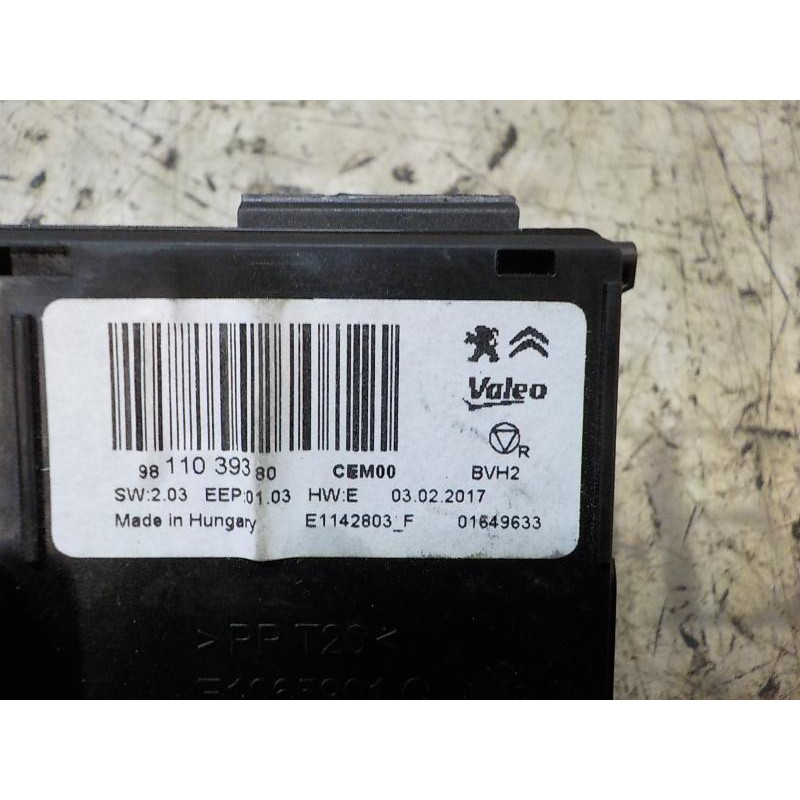 Valeo
R
98 110 393 80 CEM00 BVH2
SW:2.03 EEP:01.03 HW:E 03.02.2017
Made in Hungary E1142803_F 01649633
>PP T20<